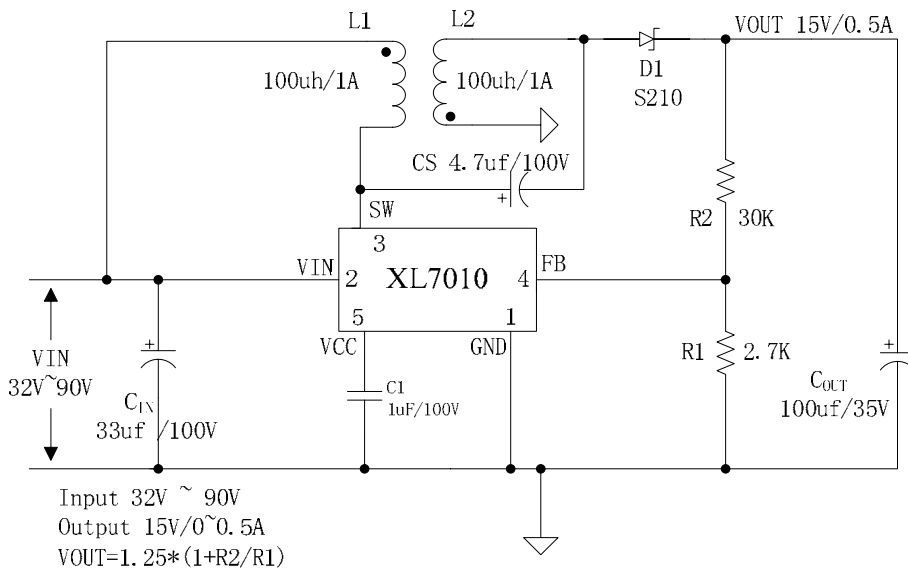 L1
L2
VOUT 15V/0.5A
100uh/1A
100uh/1A
D1
S210
CS 4.7uf/100V
+
SW
R2 30K
3
VIN
2
XL7010
4
FB
5
1
VCC
GND
VIN
32V~90V
+
CIN
33uf /100V
C1
1uF/100V
R1 2.7K
+
COUT
100uf/35V
Input 32V ~ 90V
Output 15V/0~0.5A
VOUT=1.25*(1+R2/R1)